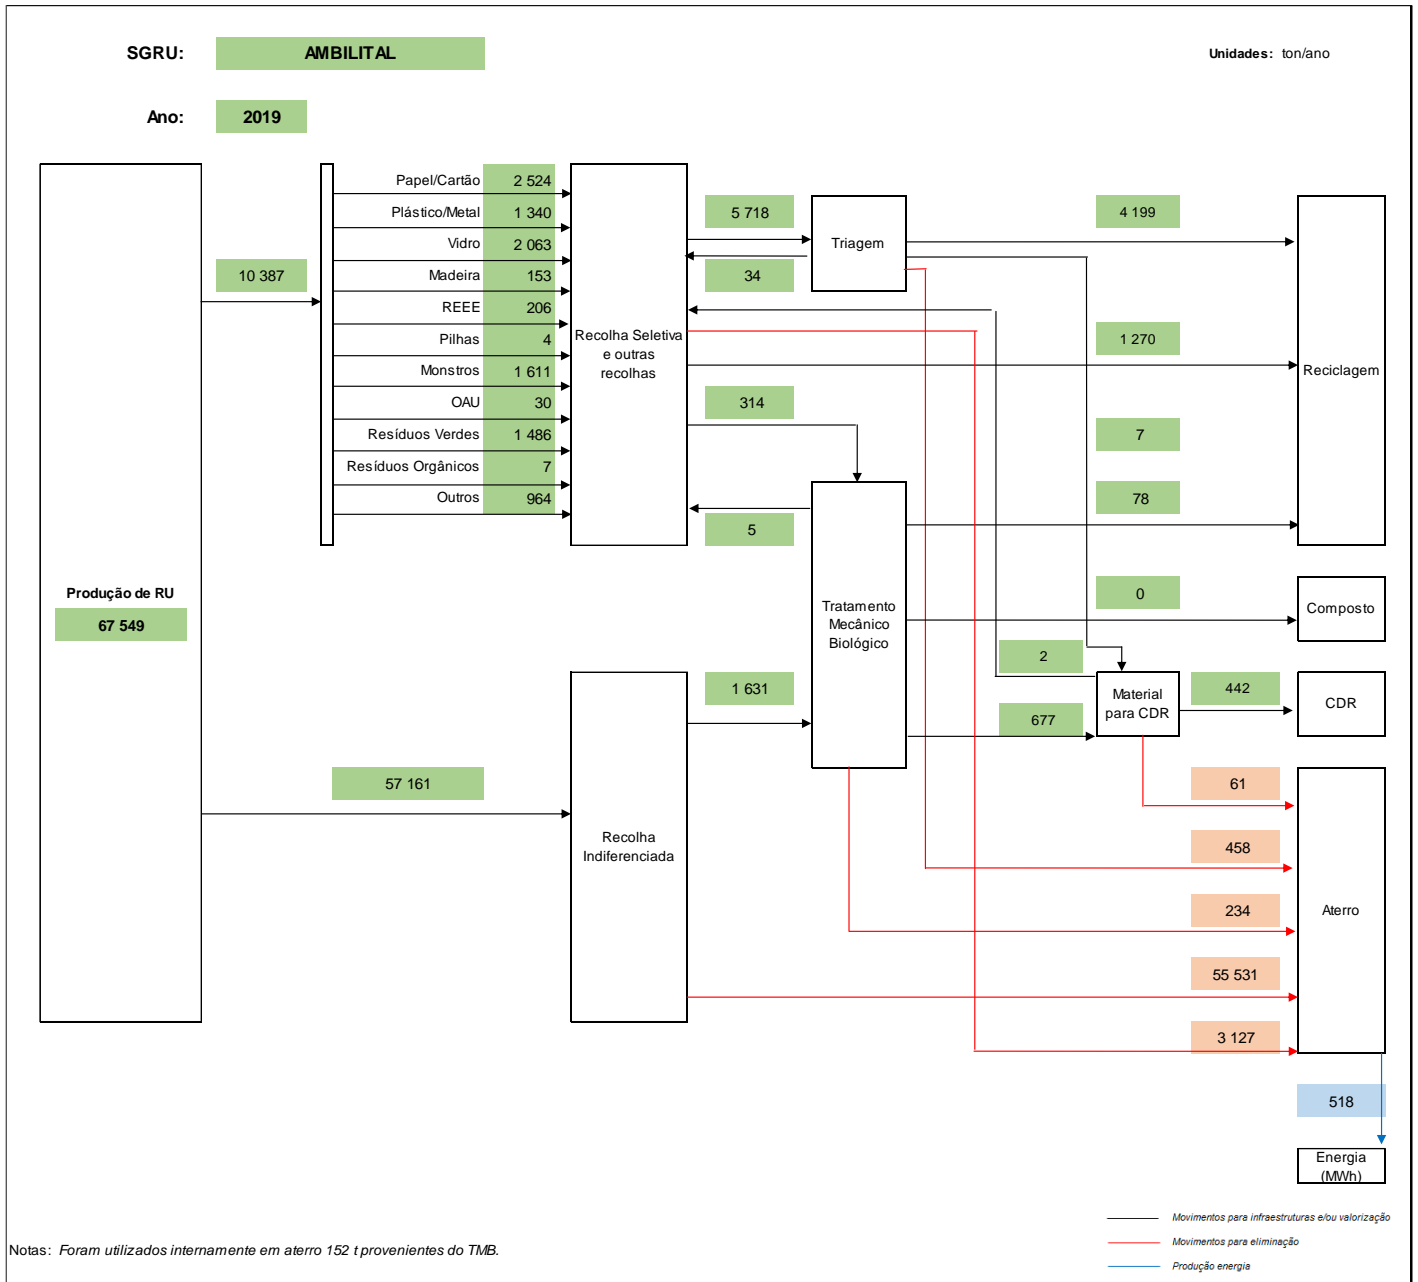 SGRU: AMBILITAL
Unidades: ton/ano
Ano: 2019
Papel/Cartão 2 524
Plástico/Metal 1 340
Vidro 2 063
Madeira 153
REEE 206
Pilhas 4
Monstros 1 611
OAU 30
Resíduos Verdes 1 486
Resíduos Orgânicos 7
Outros 964
10 387
Recolha Seletiva
e outras
recolhas
5 718
34
Triagem
4 199
1 270
Reciclagem
314
7
78
5
Produção de RU
67 549
Tratamento
Mecânico
Biológico
0
Composto
2
1 631
677
Material
para CDR
442
CDR
57 161
Recolha
Indiferenciada
61
458
234
55 531
3 127
Aterro
518
Energia
(MWh)
Movimentos para infraestruturas e/ou valorização
Movimentos para eliminação
Produção energia
Notas: Foram utilizados internamente em aterro 152 t provenientes do TMB.